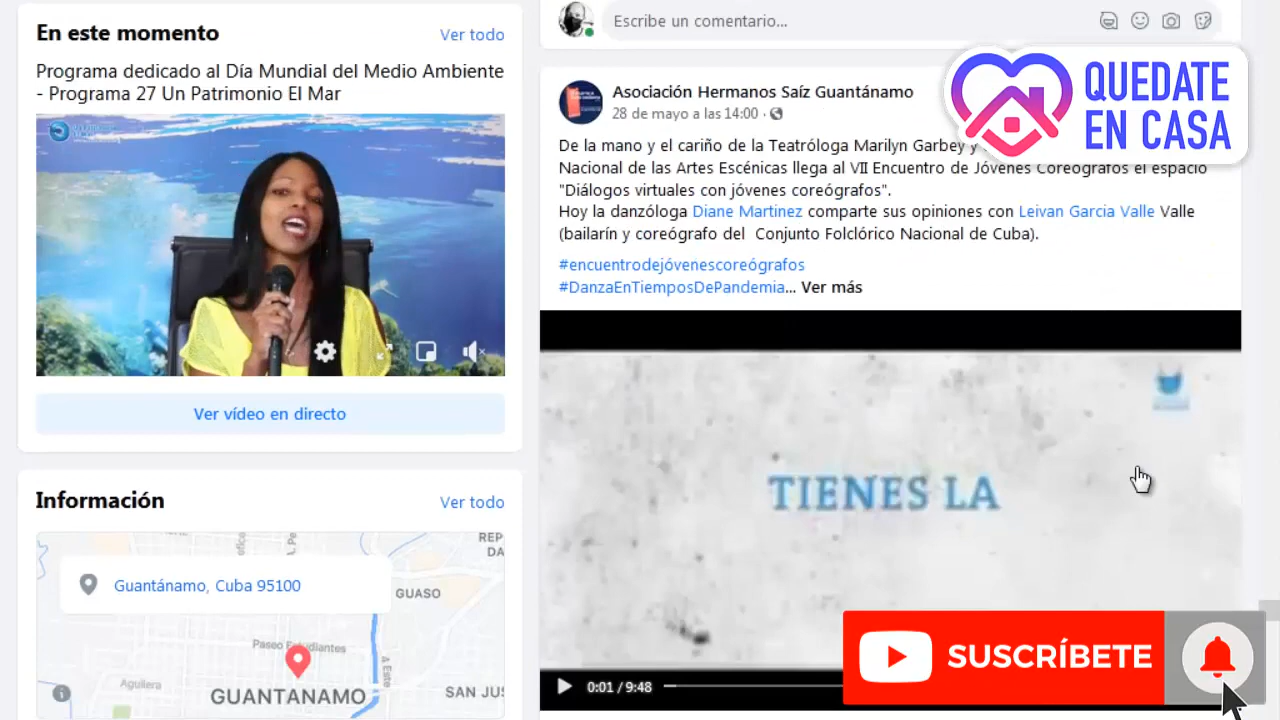 En este momento
Ver todo
Programa dedicado al Día Mundial del Medio Ambiente
- Programa 27 Un Patrimonio El Mar
Ver vídeo en directo
Información
Ver todo
REP
DA
Guantánamo, Cuba 95100
GUASO
Paseo Estudiantes
A Este
Aguilera
GUANTÁNAMO
SAN JUS
Escribe un comentario...
Asociación Hermanos Saíz Guantánamo
28 de mayo a las 14:00 ·
De la mano y el cariño de la Teatróloga Marilyn Garbey y
Nacional de las Artes Escénicas llega al VII Encuentro de Jóvenes Coreógrafos el espacio
"Diálogos virtuales con jóvenes coreógrafos".
Hoy la danzóloga Diane Martinez comparte sus opiniones con Leivan Garcia Valle Valle
(bailarín y coreógrafo del Conjunto Folclórico Nacional de Cuba).
#encuentrodejóvenescoreógrafos
#DanzaEnTiemposDePandemia... Ver más
TIENES LA
0:01 / 9:48
QUEDATE
EN CASA
SUSCRÍBETE